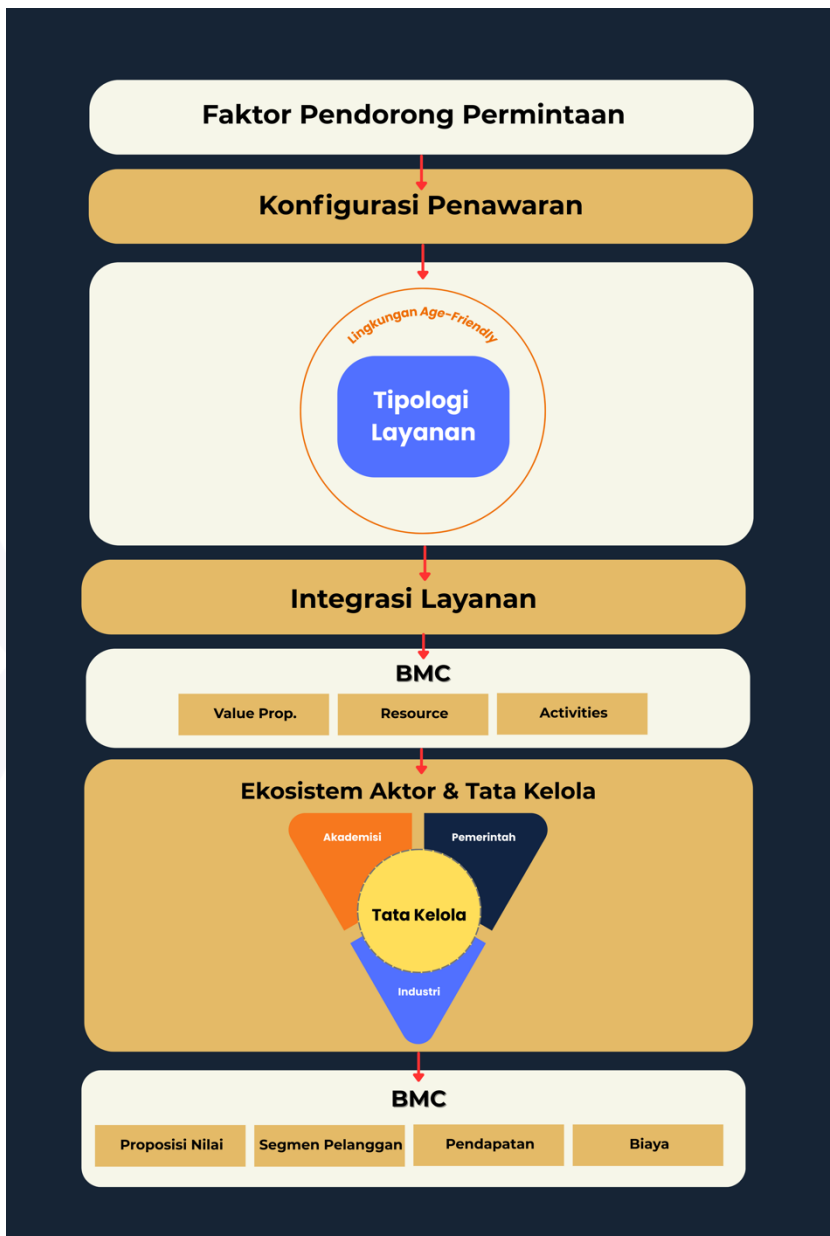 Faktor Pendorong Permintaan
Konfigurasi Penawaran
Lingkungan Age-Friendly
Tipologi
Layanan
Integrasi Layanan
BMC
Value Prop.
Resource
Activities
Ekosistem Aktor & Tata Kelola
Akademisi
Pemerintah
Tata Kelola
Industri
BMC
Proposisi Nilai
Segmen Pelanggan
Pendapatan
Biaya